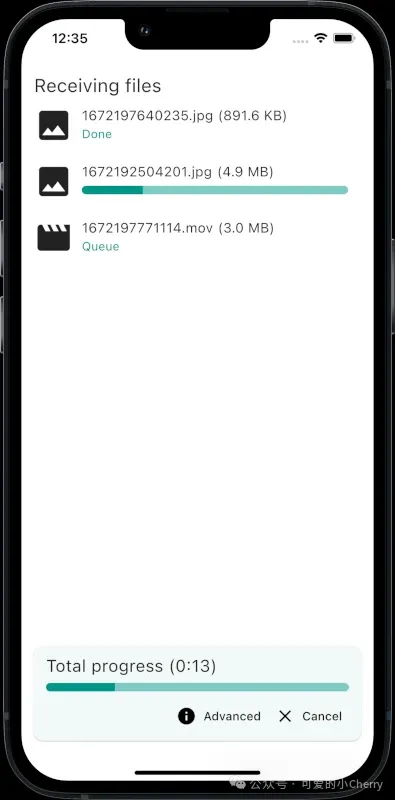 12:35
Receiving files
1672197640235.jpg (891.6 KB)
Done
1672192504201.jpg (4.9 MB)
1672197771114.mov (3.0 MB)
Queue
Total progress (0:13)
Advanced
Cancel
公众号 · 可爱的小Cherry